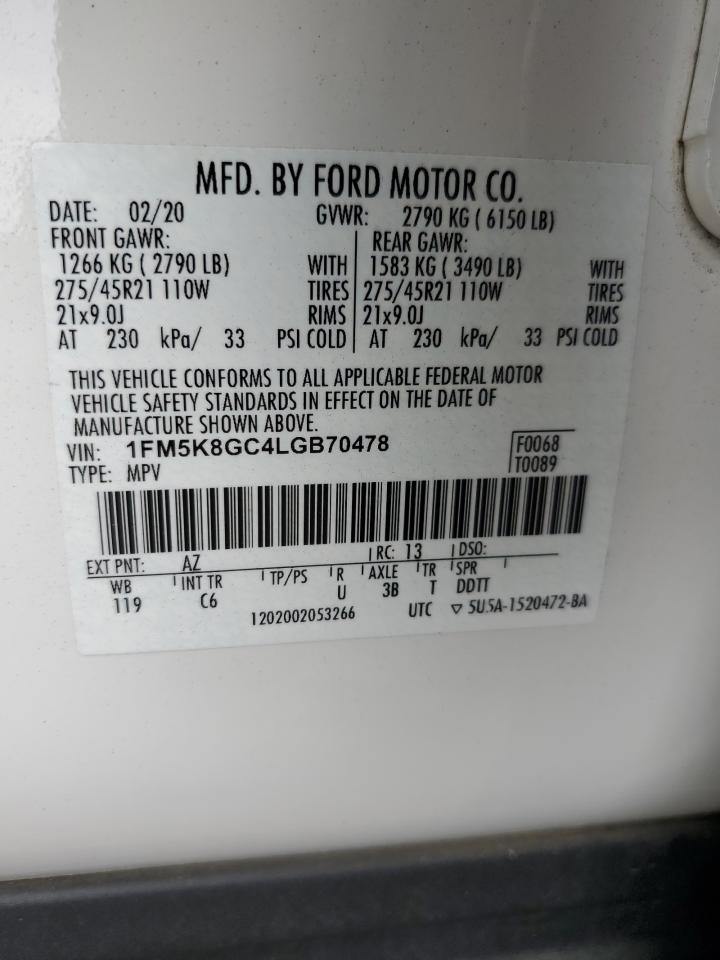 MFD. BY FORD MOTOR CO.
DATE: 02/20 GVWR: 2790 KG ( 6150 LB)
FRONT GAWR: REAR GAWR:
1266 KG ( 2790 LB) WITH 1583 KG ( 3490 LB) WITH
275/45R21 110W TIRES 275/45R21 110W TIRES
21x9.0J RIMS 21x9.0J RIMS
AT 230 kPa/ 33 PSI COLD AT 230 kPa/ 33 PSI COLD
THIS VEHICLE CONFORMS TO ALL APPLICABLE FEDERAL MOTOR
VEHICLE SAFETY STANDARDS IN EFFECT ON THE DATE OF
MANUFACTURE SHOWN ABOVE.
VIN: 1FM5K8GC4LGB70478 F0068
TYPE: MPV T0089
EXT PNT: AZ RC: 13 DSO:
WB INT TR TP/PS R AXLE TR SPR
119 C6 U 3B T DDTT
1202002053266 UTC ▽ 5U5A-1520472-BA